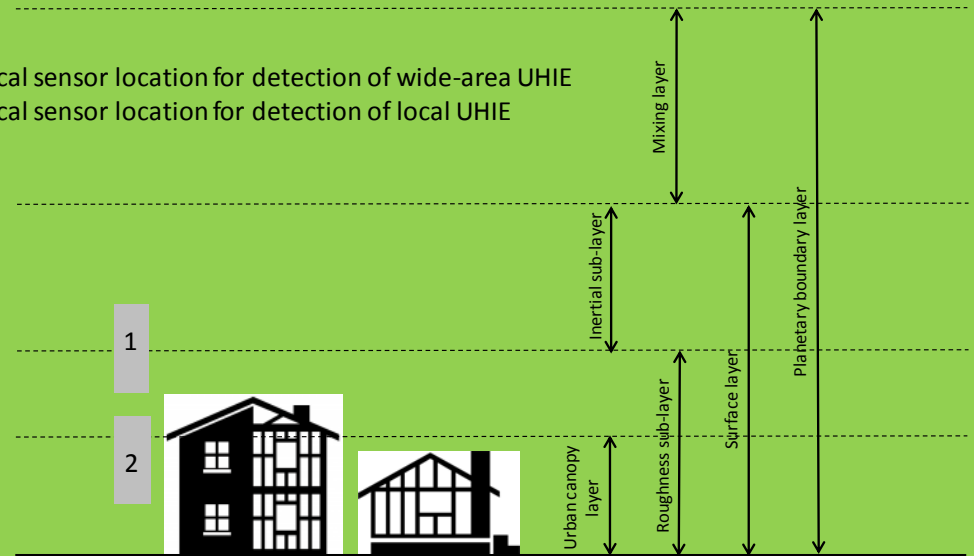 cal sensor location for detection of wide-area UHIE
cal sensor location for detection of local UHIE
Mixing layer
Planetary boundary layer
Inertial sub-layer
Surface layer
1
Roughness sub-layer
2
Urban canopy
layer